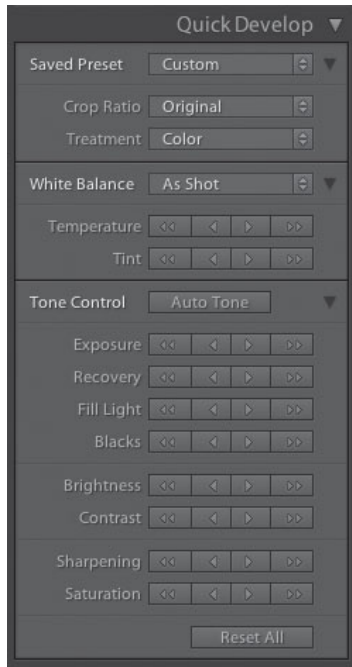 Quick Develop
Saved Preset Custom
Crop Ratio Original
Treatment Color
White Balance As Shot
Temperature
Tint
Tone Control Auto Tone
Exposure
Recovery
Fill Light
Blacks
Brightness
Contrast
Sharpening
Saturation
Reset All